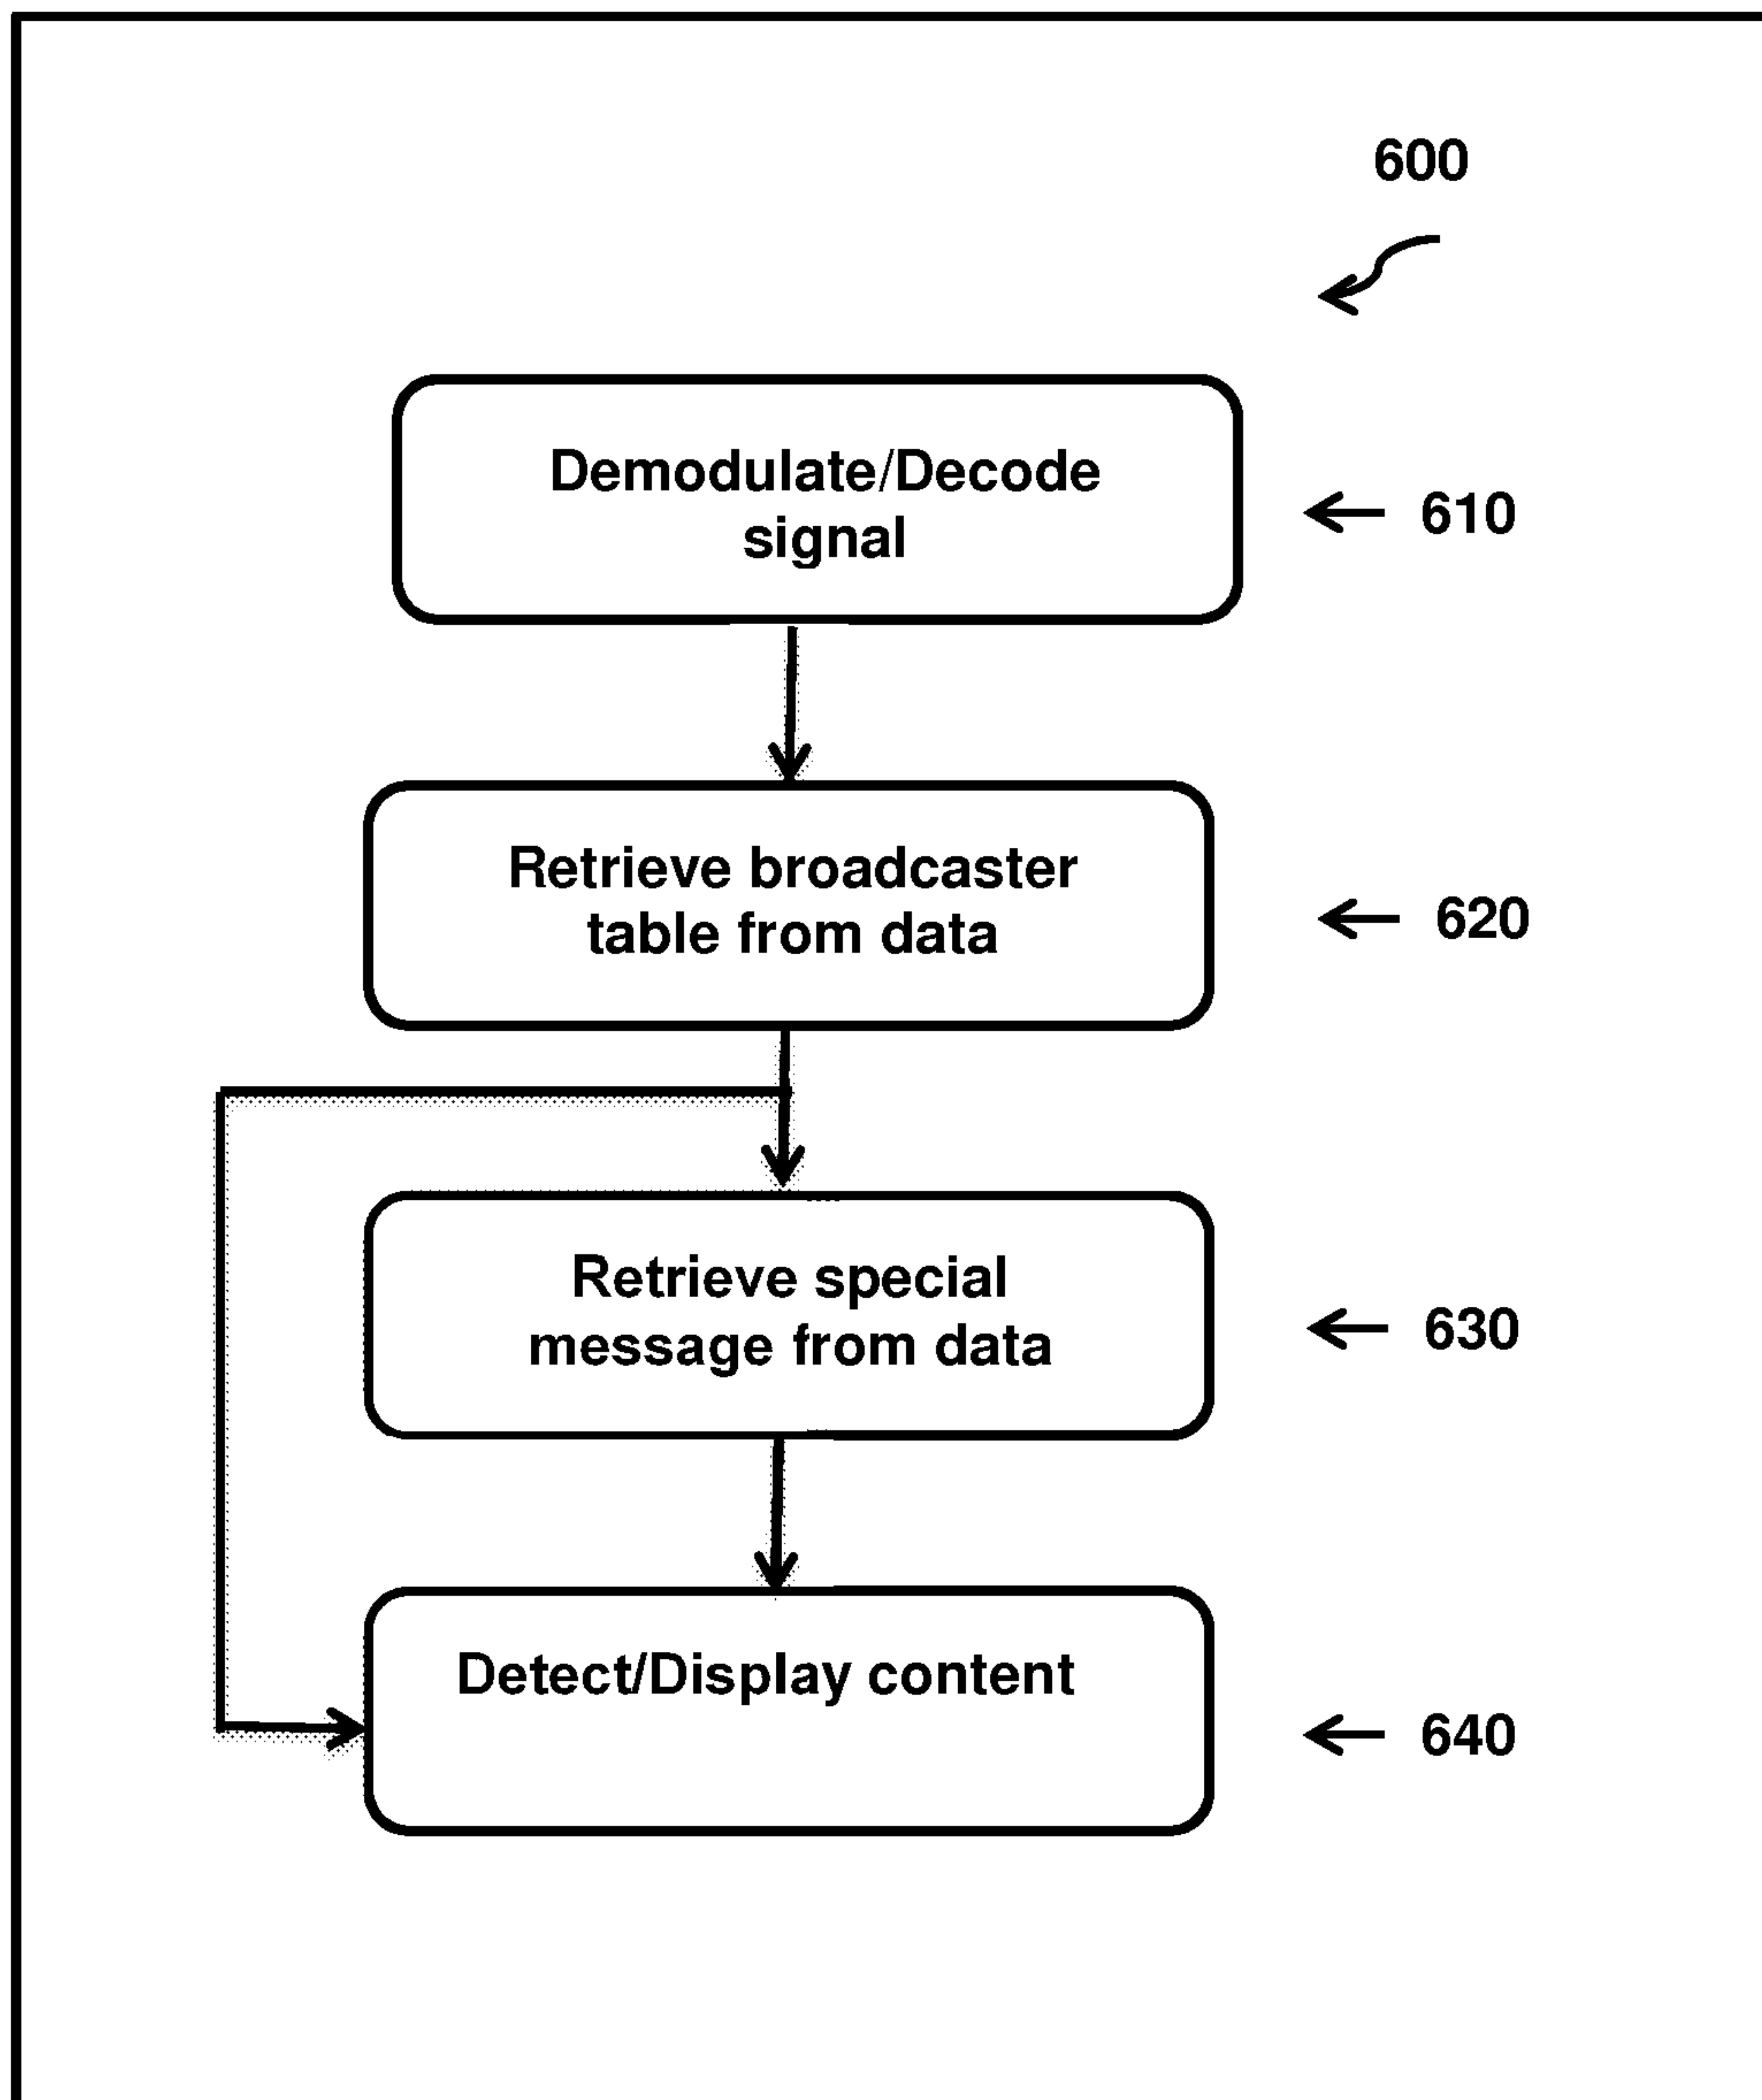 600
Demodulate/Decode
signal
610
Retrieve broadcaster
table from data
620
Retrieve special
message from data
630
Detect/Display content
640